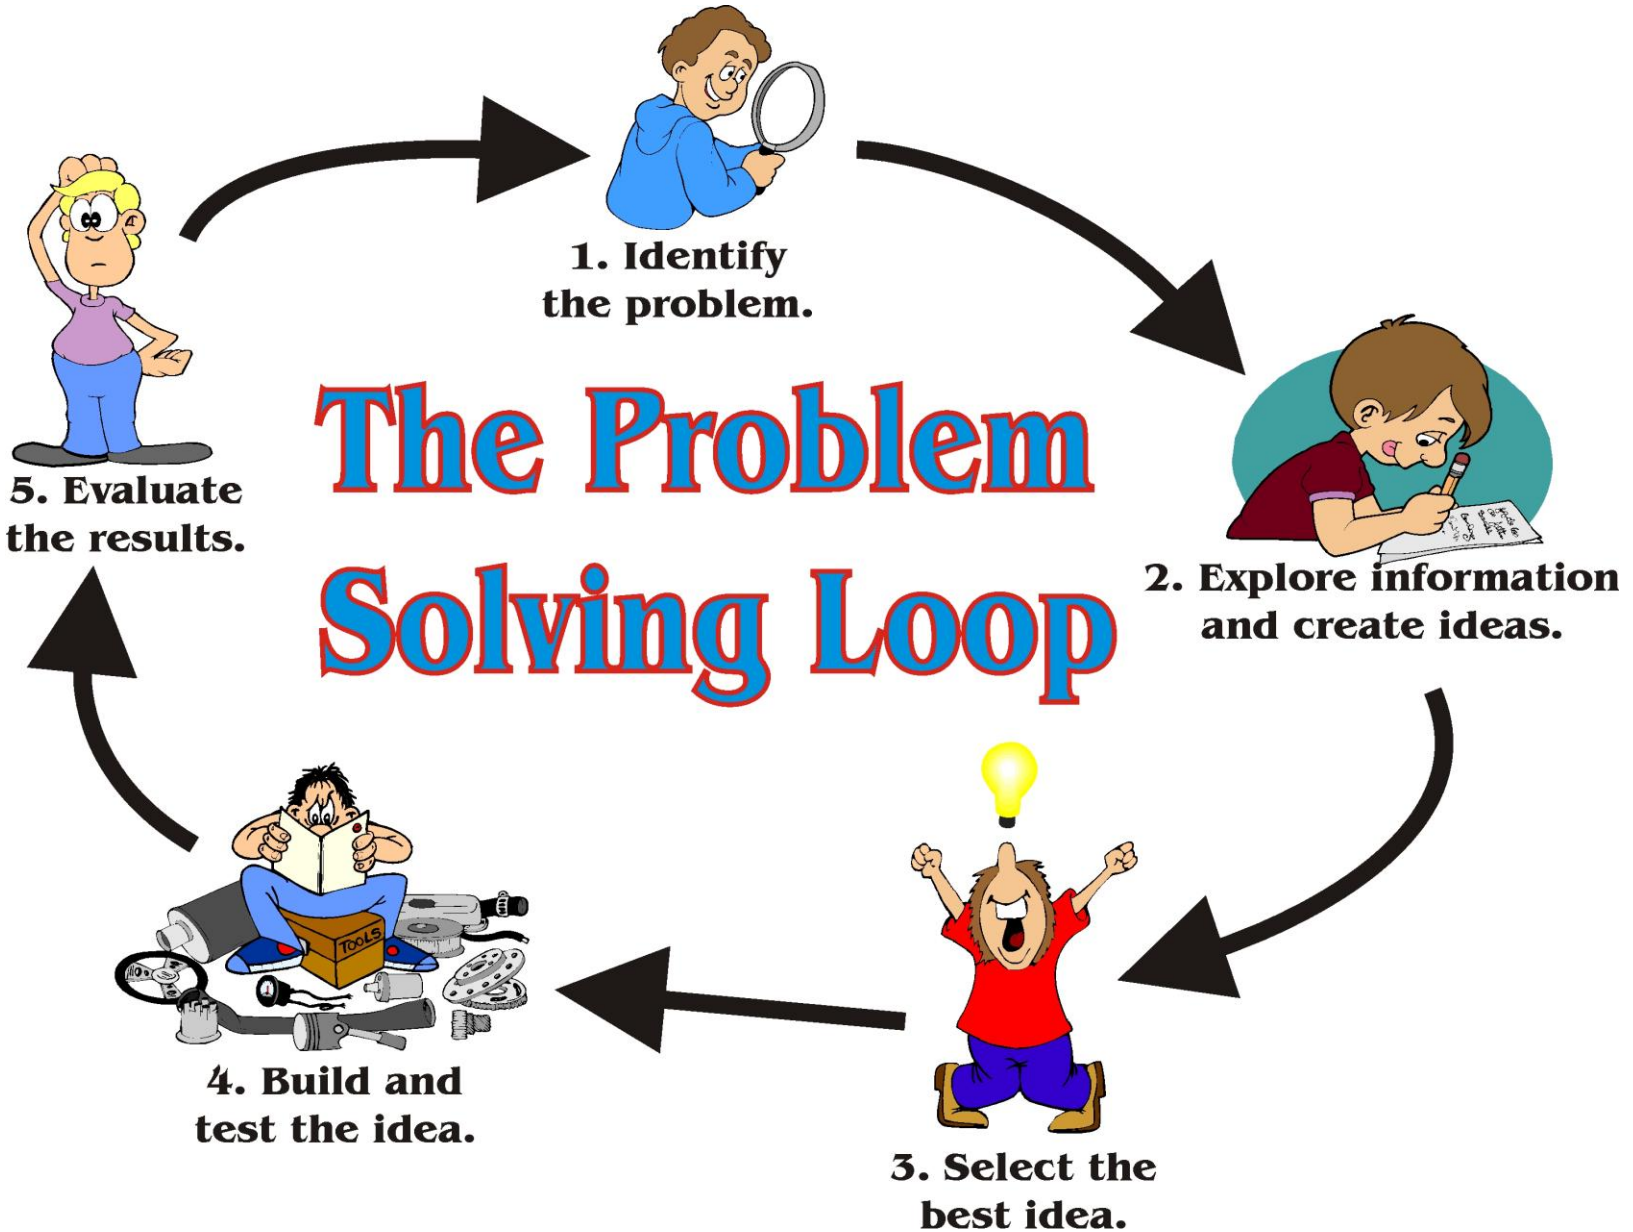 1. Identify
the problem.
The Problem
Solving Loop
2. Explore information
and create ideas.
3. Select the
best idea.
TOOLS
4. Build and
test the idea.
5. Evaluate
the results.